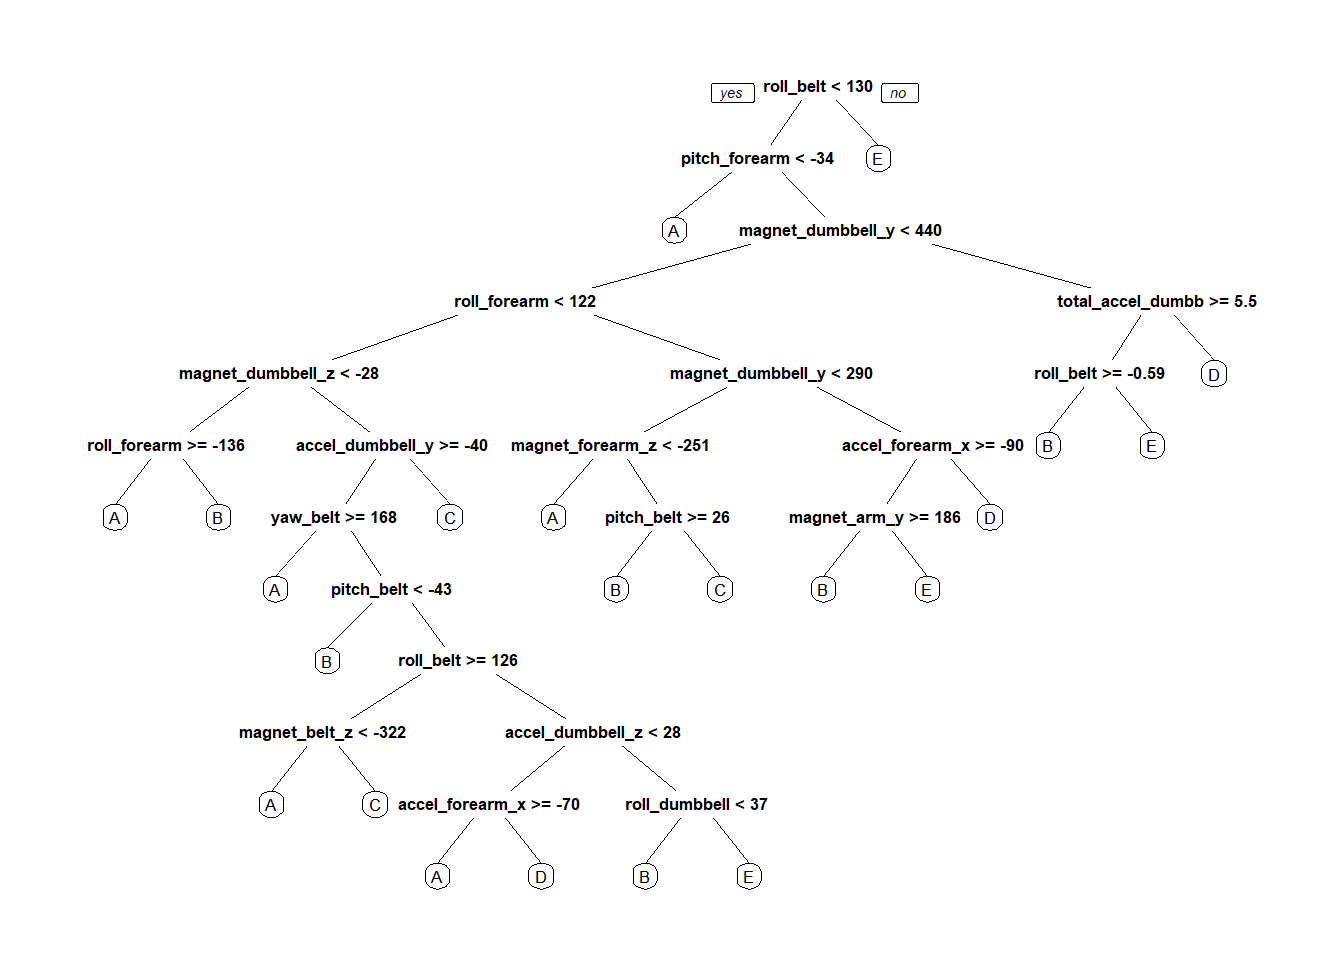 yes roll_belt < 130 no
pitch_forearm < -34 E
A magnet_dumbbell_y < 440
roll_forearm < 122 total_accel_dumbb >= 5.5
magnet_dumbbell_z < -28 magnet_dumbbell_y < 290 roll_belt >= -0.59 D
roll_forearm >= -136 accel_dumbbell_y >= -40 magnet_forearm_z < -251 accel_forearm_x >= -90 B E
A B yaw_belt >= 168 C A pitch_belt >= 26 magnet_arm_y >= 186 D
A pitch_belt < -43 B C B E
B roll_belt >= 126
magnet_belt_z < -322 accel_dumbbell_z < 28
A C accel_forearm_x >= -70 roll_dumbbell < 37
A D B E